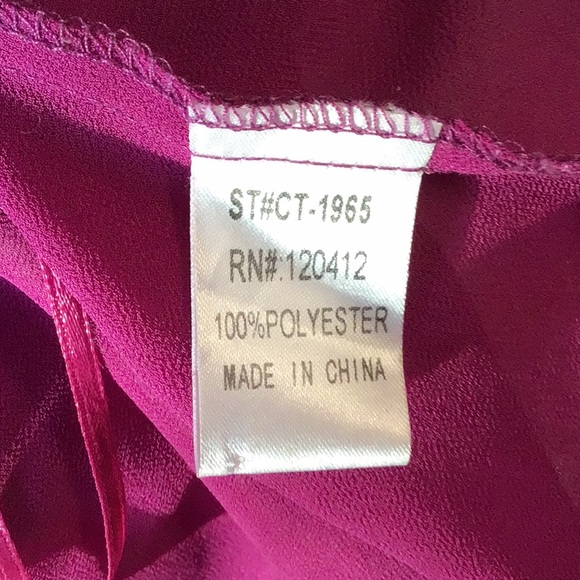 ST#CT-1965
RN#:120412
100%POLYESTER
MADE IN CHINA